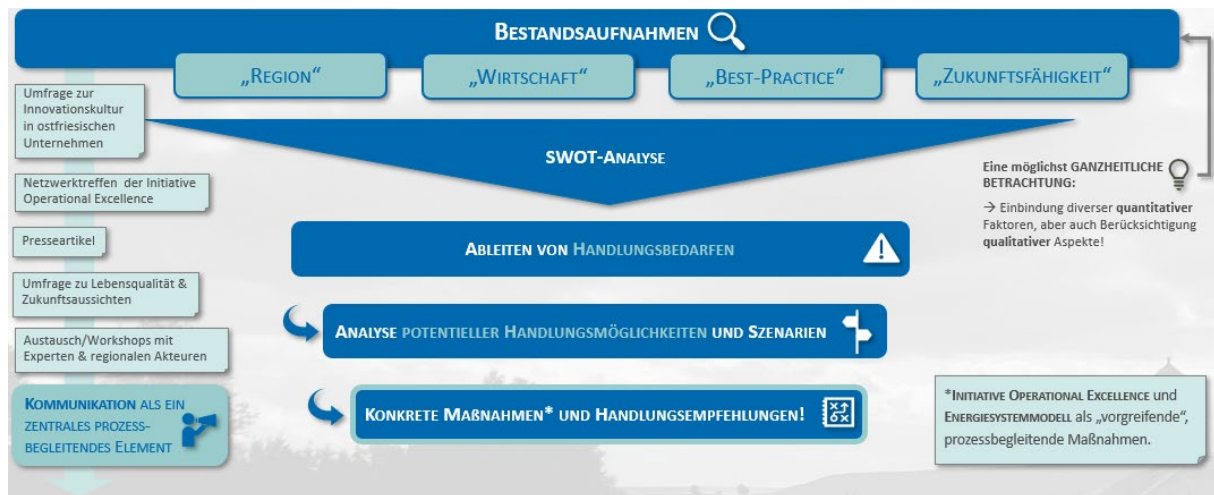 BESTANDSAUFNAHMEN
„REGION“
„WIRTSCHAFT“
„BEST-PRACTICE“
„ZUKUNFTSFÄHIGKEIT“
SWOT-ANALYSE
ABLEITEN VON HANDLUNGSBEDARFEN
ANALYSE POTENTIELLER HANDLUNGSMÖGLICHKEITEN UND SZENARIEN
KONKRETE MAẞNAHMEN* UND HANDLUNGSEMPFEHLUNGEN!
Umfrage zur
Innovationskultur
in ostfriesischen
Unternehmen
Netzwerktreffen der Initiative
Operational Excellence
Presseartikel
Umfrage zu Lebensqualität &
Zukunftsaussichten
Austausch/Workshops mit
Experten & regionalen Akteuren
KOMMUNIKATION ALS EIN
ZENTRALES PROZESS-
BEGLEITENDES ELEMENT
Eine möglichst GANZHEITLICHE
BETRACHTUNG:
→ Einbindung diverser quantitativer
Faktoren, aber auch Berücksichtigung
qualitativer Aspekte!
*INITIATIVE OPERATIONAL EXCELLENCE und
ENERGIESYSTEMMODELL als „vorgreifende“,
prozessbegleitende Maßnahmen.